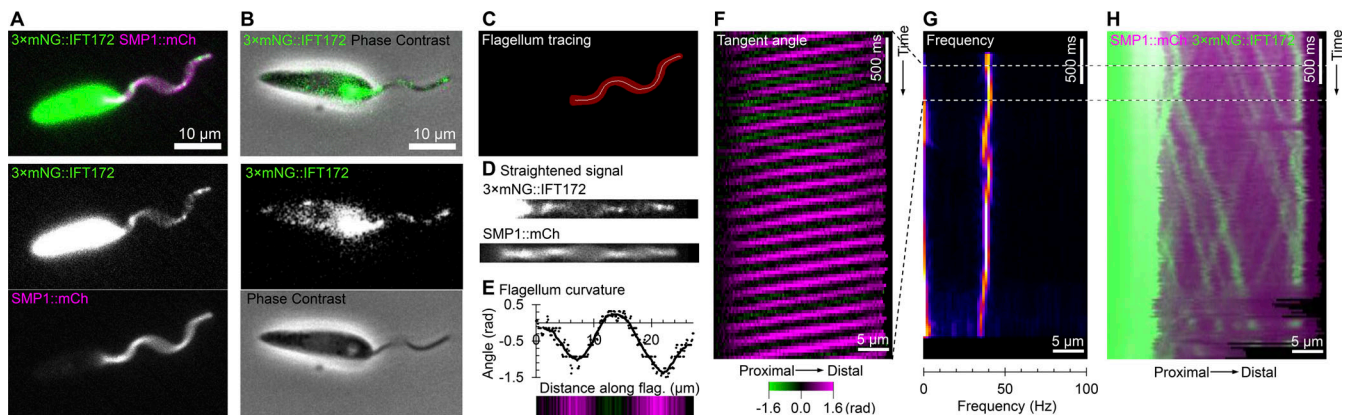 A
3×mNG::IFT172 SMP1::mCh
10 µm
3×mNG::IFT172
SMP1::mCh
B
3×mNG::IFT172 Phase Contrast
10 µm
3×mNG::IFT172
Phase Contrast
C
Flagellum tracing
D Straightened signal
3×mNG::IFT172
SMP1::mCh
E Flagellum curvature
Angle (rad)
0.5
-0.5
-1.5
0
10
20
Distance along flag. (µm)
F
Tangent angle
500 ms
Time
5 µm
Proximal → Distal
-1.6 0.0 1.6 (rad)
G
Frequency
500 ms
5 µm
0 50 100
Frequency (Hz)
H
SMP1::mCh 3×mNG::IFT172
500 ms
Time
5 µm
Proximal → Distal